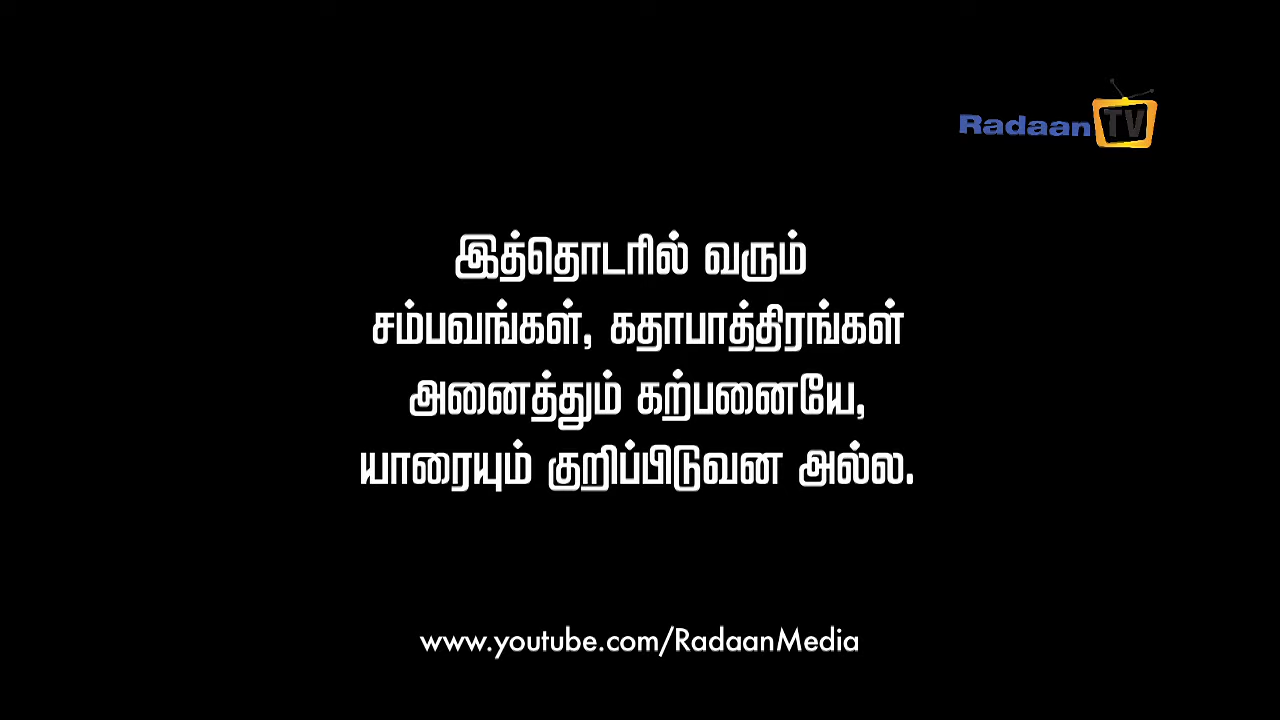 Radaan TV
இத்தொடரில் வரும்
சம்பவங்கள், கதாபாத்திரங்கள்
அனைத்தும் கற்பனையே,
யாரையும் குறிப்பிடுவன அல்ல.
www.youtube.com/RadaanMedia